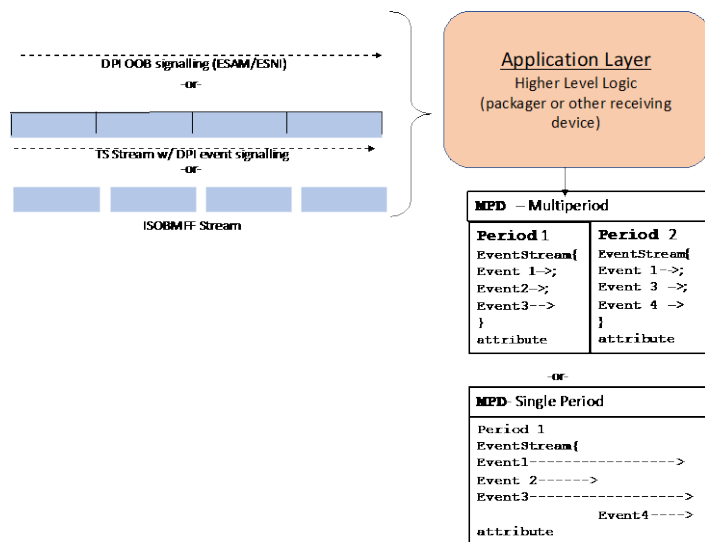 DPI OOB signalling (ESAM/ESNI)
-or-
TS Stream w/ DPI event signalling
-or-
ISOBMFF Stream
Application Layer
Higher Level Logic
(packager or other receiving
device)
MPD – Multiperiod
Period 1
EventStream{
Event 1–>;
Event2–>;
Event3-->
}
attribute
Period 2
EventStream{
Event 1–>;
Event 3 –>;
Event 4 –>
}
attribute
-or-
MPD- Single Period
Period 1
EventStream{
Event1------------------>
Event 2------>
Event3------------------->
Event4---->
attribute